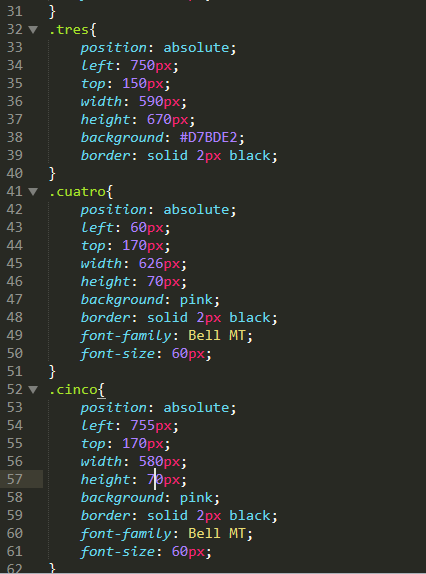 31 }
32 .tres{
33 position: absolute;
34 left: 750px;
35 top: 150px;
36 width: 590px;
37 height: 670px;
38 background: #D7BDE2;
39 border: solid 2px black;
40 }
41 .cuatro{
42 position: absolute;
43 left: 60px;
44 top: 170px;
45 width: 626px;
46 height: 70px;
47 background: pink;
48 border: solid 2px black;
49 font-family: Bell MT;
50 font-size: 60px;
51 }
52 .cinco{
53 position: absolute;
54 left: 755px;
55 top: 170px;
56 width: 580px;
57 height: 70px;
58 background: pink;
59 border: solid 2px black;
60 font-family: Bell MT;
61 font-size: 60px;
62 }